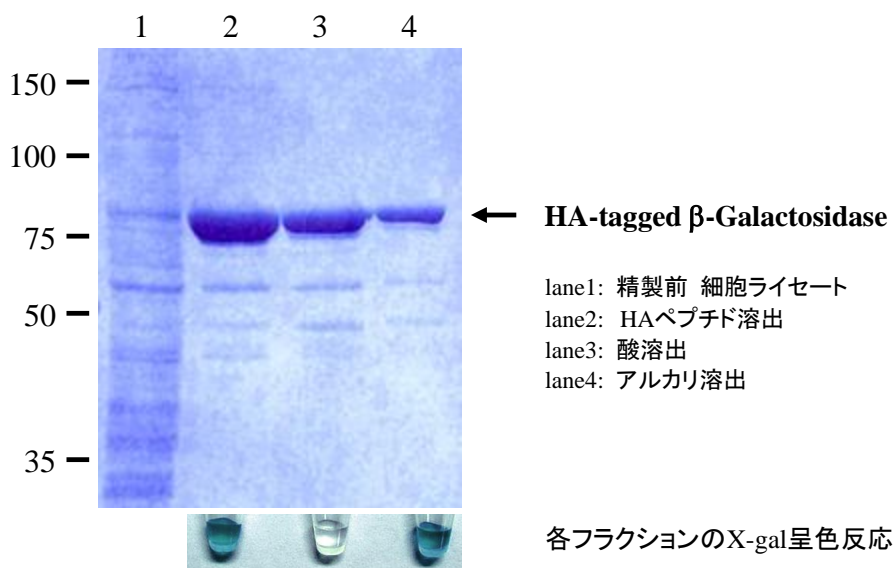 1 2 3 4
150
100
75
50
35
HA-tagged β-Galactosidase
lane1: 精製前 細胞ライセート
lane2: HAペプチド溶出
lane3: 酸溶出
lane4: アルカリ溶出
各フラクションのX-gal呈色反応